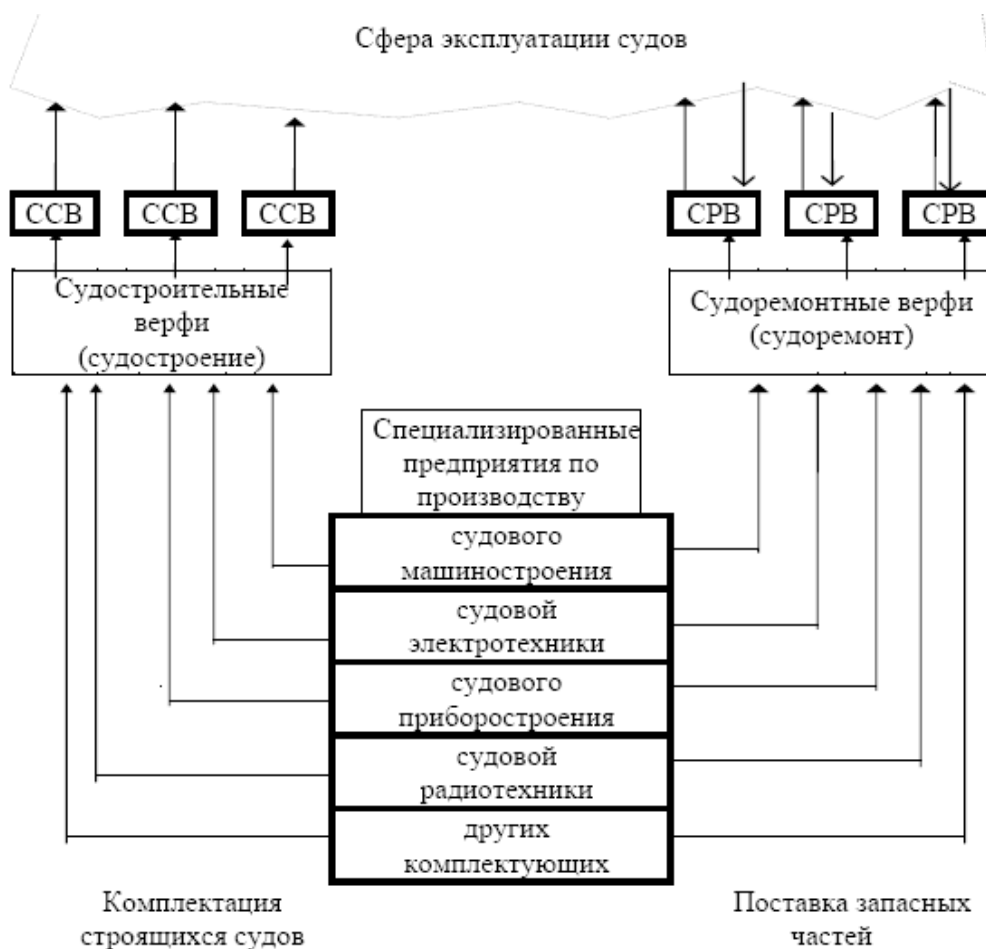 Сфера эксплуатации судов
ССВ
ССВ
ССВ
СРВ
СРВ
СРВ
Судостроительные
верфи
(судостроение)
Судоремонтные верфи
(судоремонт)
Специализированные
предприятия по
производству
судового
машиностроения
судовой
электротехники
судового
приборостроения
судовой
радиотехники
других
комплектующих
Комплектация
строящихся судов
Поставка запасных
частей